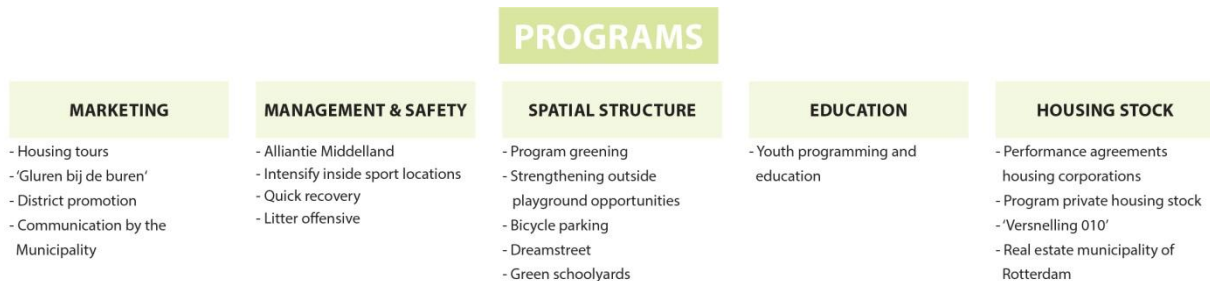 PROGRAMS
MARKETING
- Housing tours
- ‘Gluren bij de buren’
- District promotion
- Communication by the
Municipality
MANAGEMENT & SAFETY
- Alliantie Middelland
- Intensify inside sport locations
- Quick recovery
- Litter offensive
SPATIAL STRUCTURE
- Program greening
- Strengthening outside
playground opportunities
- Bicycle parking
- Dreamstreet
- Green schoolyards
EDUCATION
- Youth programming and
education
HOUSING STOCK
- Performance agreements
housing corporations
- Program private housing stock
- ‘Versnelling 010’
- Real estate municipality of
Rotterdam